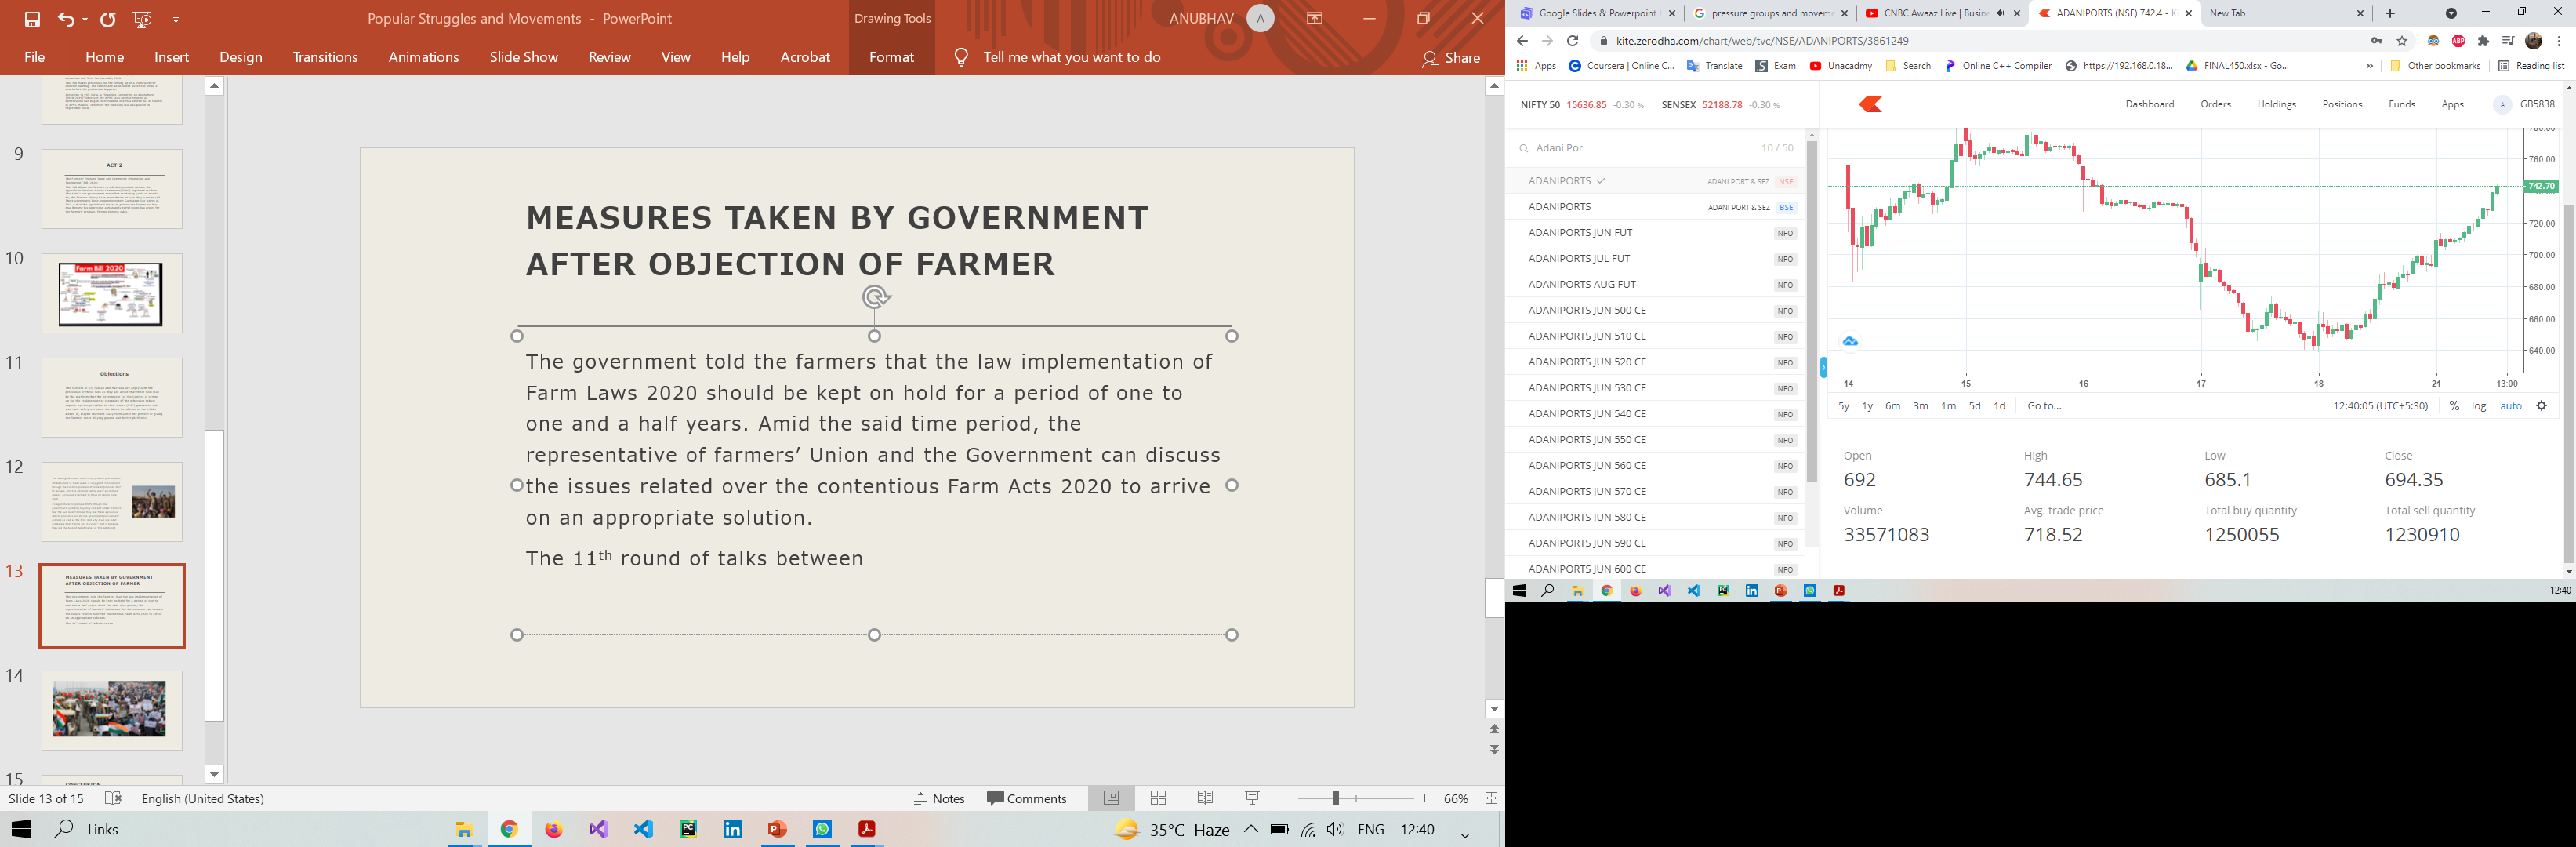 Popular Struggles and Movements - PowerPoint
Drawing Tools
ANUBHAV
A
File Home Insert Design Transitions Animations Slide Show Review View Help Acrobat Format Tell me what you want to do Share
9
ACT 2
10
Farm Bill 2020
11
Objections
12
13
MEASURES TAKEN BY GOVERNMENT
AFTER OBJECTION OF FARMER
14
15
CONCLUSION
MEASURES TAKEN BY GOVERNMENT
AFTER OBJECTION OF FARMER
The government told the farmers that the law implementation of
Farm Laws 2020 should be kept on hold for a period of one to
one and a half years. Amid the said time period, the
representative of farmers’ Union and the Government can discuss
the issues related over the contentious Farm Acts 2020 to arrive
on an appropriate solution.
The 11th round of talks between
Slide 13 of 15 English (United States) Notes Comments 66%
Links 35°C Haze ENG 12:40
Google Slides & Powerpoint pressure groups and movem CNBC Awaaz Live | Busin ADANIPORTS (NSE) 742.4 - K New Tab
kite.zerodha.com/chart/web/tvc/NSE/ADANIPORTS/3861249
Apps Coursera | Online C... Translate Exam Unacadmy Search Online C++ Compiler https://192.168.0.18... FINAL450.xlsx - Go... » Other bookmarks Reading list
NIFTY 50 15636.85 -0.30 % SENSEX 52188.78 -0.30 %
Dashboard Orders Holdings Positions Funds Apps A GB5838
Adani Por 10 / 50
ADANIPORTS ADANI PORT & SEZ NSE
ADANIPORTS ADANI PORT & SEZ BSE
ADANIPORTS JUN FUT NFO
ADANIPORTS JUL FUT NFO
ADANIPORTS AUG FUT NFO
ADANIPORTS JUN 500 CE NFO
ADANIPORTS JUN 510 CE NFO
ADANIPORTS JUN 520 CE NFO
ADANIPORTS JUN 530 CE NFO
ADANIPORTS JUN 540 CE NFO
ADANIPORTS JUN 550 CE NFO
ADANIPORTS JUN 560 CE NFO
ADANIPORTS JUN 570 CE NFO
ADANIPORTS JUN 580 CE NFO
ADANIPORTS JUN 590 CE NFO
ADANIPORTS JUN 600 CE NFO
780.00
760.00
742.70
720.00
700.00
680.00
660.00
640.00
14 15 16 17 18 21 13:00
5y 1y 6m 3m 1m 5d 1d Go to... 12:40:05 (UTC+5:30) % log auto
Open High Low Close
692 744.65 685.1 694.35
Volume Avg. trade price Total buy quantity Total sell quantity
33571083 718.52 1250055 1230910
12:40